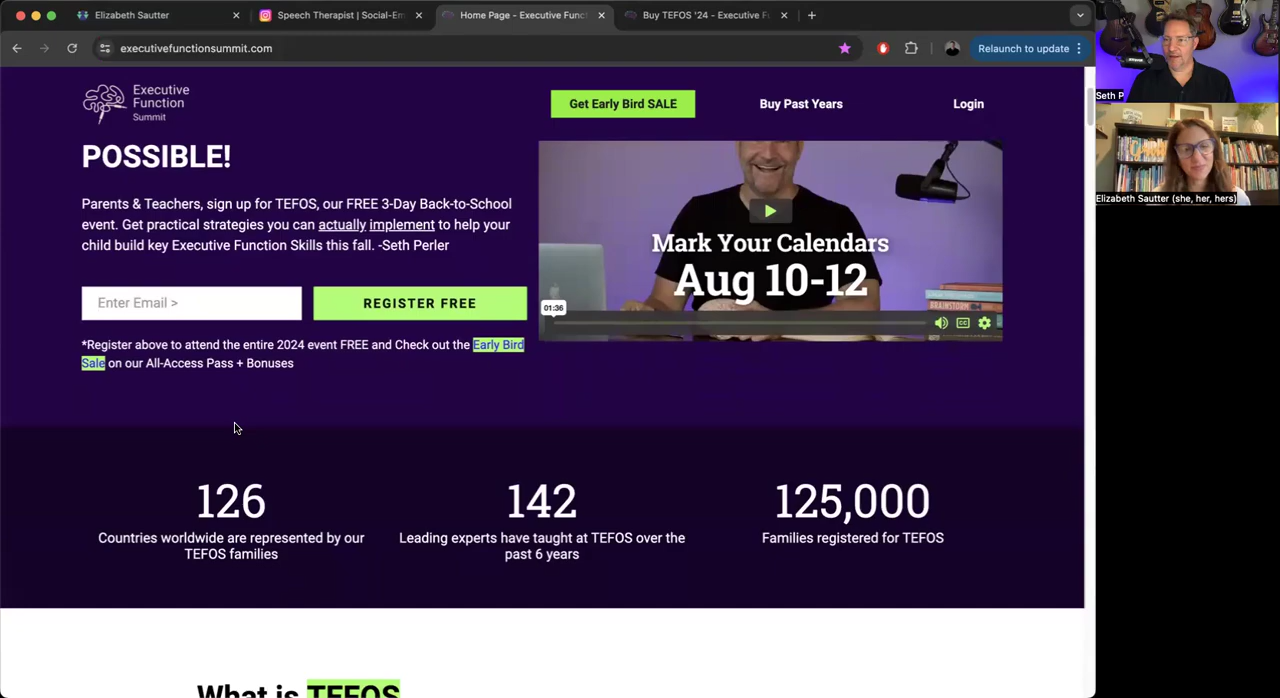 Elizabeth Sautter
Speech Therapist | Social-Em
Home Page - Executive Func
Buy TEFOS '24 - Executive Fu
executivefunctionsummit.com
Relaunch to update
Executive
Function
Summit
Get Early Bird SALE
Buy Past Years
Login
POSSIBLE!
Parents & Teachers, sign up for TEFOS, our FREE 3-Day Back-to-School
event. Get practical strategies you can actually implement to help your
child build key Executive Function Skills this fall. -Seth Perler
Enter Email >
REGISTER FREE
*Register above to attend the entire 2024 event FREE and Check out the Early Bird
Sale on our All-Access Pass + Bonuses
Mark Your Calendars
Aug 10-12
01:36
CC
BRAINSTORM
126
Countries worldwide are represented by our
TEFOS families
142
Leading experts have taught at TEFOS over the
past 6 years
125,000
Families registered for TEFOS
What is TEFOS
Seth P
Elizabeth Sautter (she, her, hers)